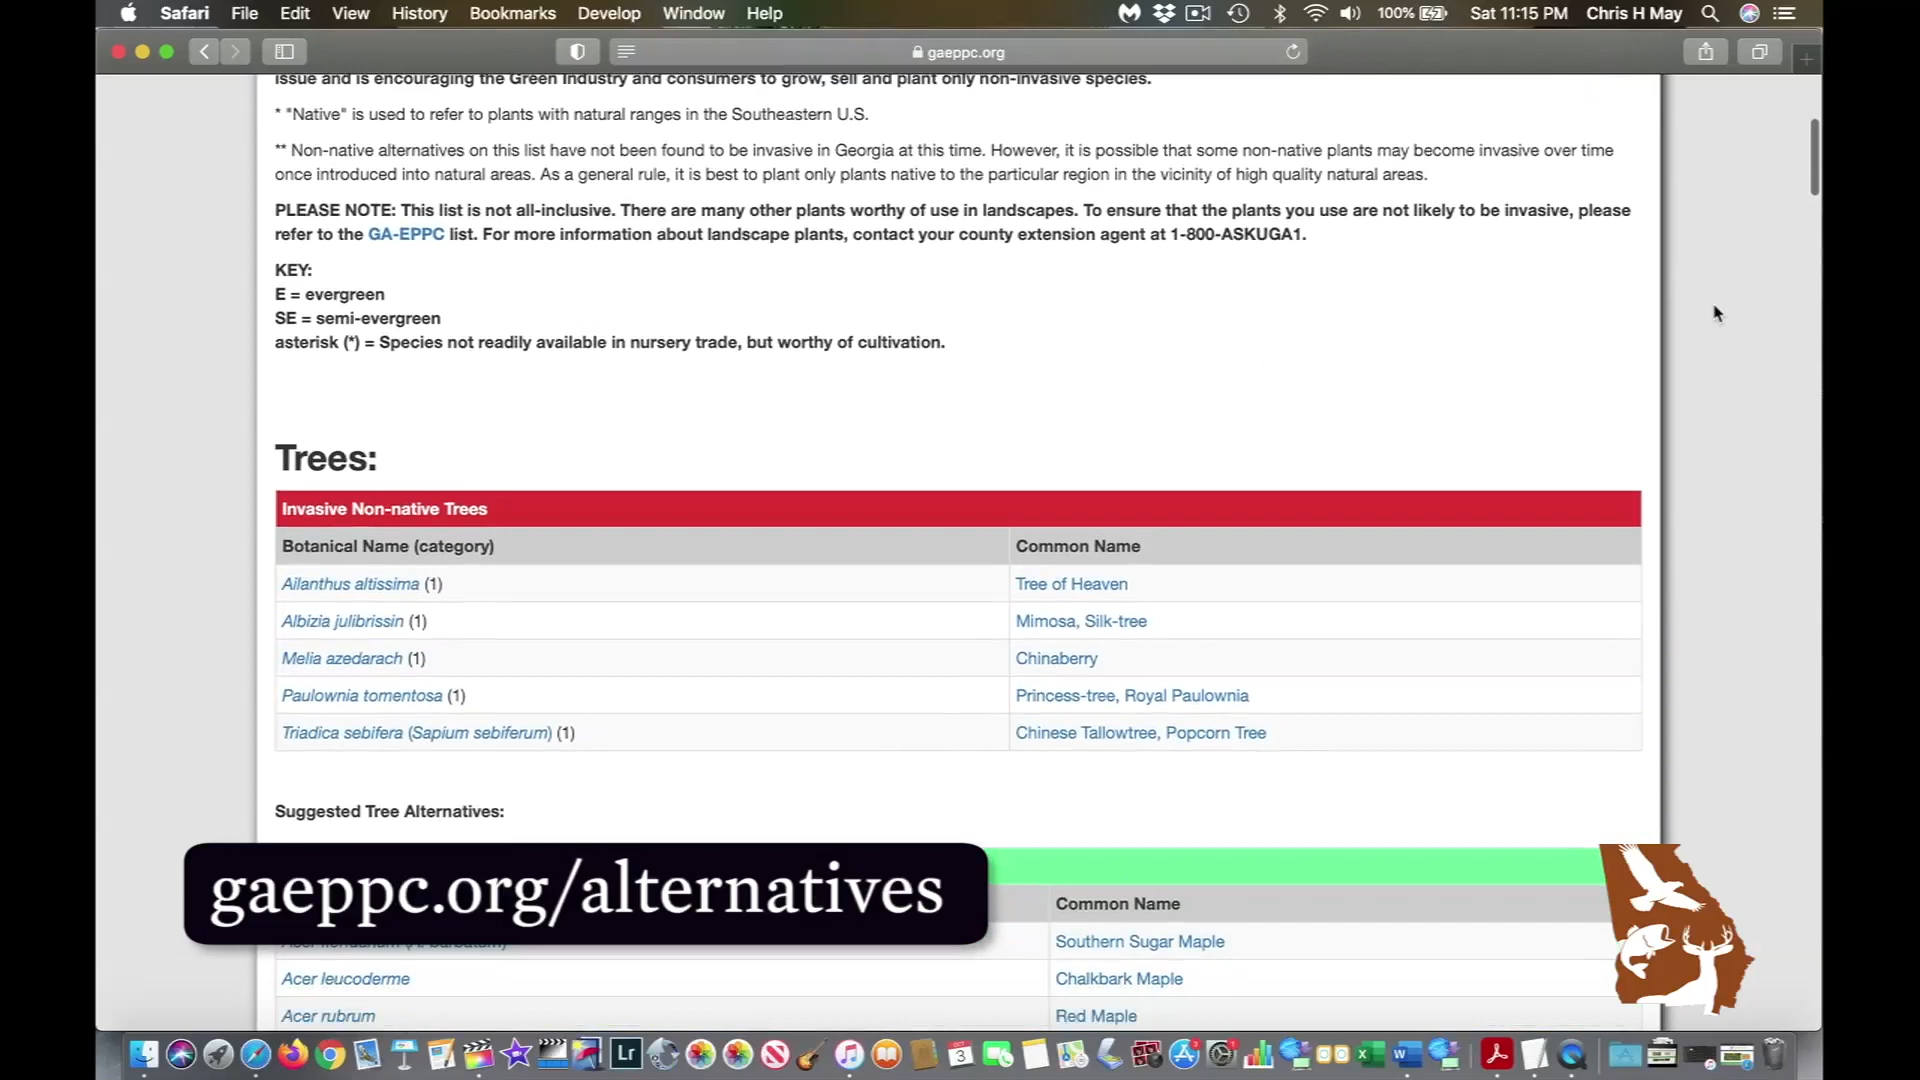 Safari File Edit View History Bookmarks Develop Window Help 100% Sat 11:15 PM Chris H May
gaeppc.org
issue and is encouraging the Green Industry and consumers to grow, sell and plant only non-invasive species.
* "Native" is used to refer to plants with natural ranges in the Southeastern U.S.
** Non-native alternatives on this list have not been found to be invasive in Georgia at this time. However, it is possible that some non-native plants may become invasive over time
once introduced into natural areas. As a general rule, it is best to plant only plants native to the particular region in the vicinity of high quality natural areas.
PLEASE NOTE: This list is not all-inclusive. There are many other plants worthy of use in landscapes. To ensure that the plants you use are not likely to be invasive, please
refer to the GA-EPPC list. For more information about landscape plants, contact your county extension agent at 1-800-ASKUGA1.
KEY:
E = evergreen
SE = semi-evergreen
asterisk (*) = Species not readily available in nursery trade, but worthy of cultivation.
Trees:
Invasive Non-native Trees
Botanical Name (category) Common Name
Ailanthus altissima (1) Tree of Heaven
Albizia julibrissin (1) Mimosa, Silk-tree
Melia azedarach (1) Chinaberry
Paulownia tomentosa (1) Princess-tree, Royal Paulownia
Triadica sebifera (Sapium sebiferum) (1) Chinese Tallowtree, Popcorn Tree
Suggested Tree Alternatives:
gaeppc.org/alternatives
Common Name
Southern Sugar Maple
Acer leucoderme Chalkbark Maple
Acer rubrum Red Maple
Lr
OCT
3
W